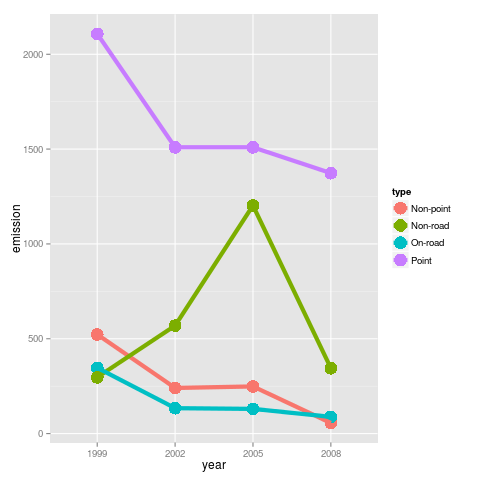 2000
1500
1000
500
0
emission
1999 2002 2005 2008
year
type
Non-point
Non-road
On-road
Point